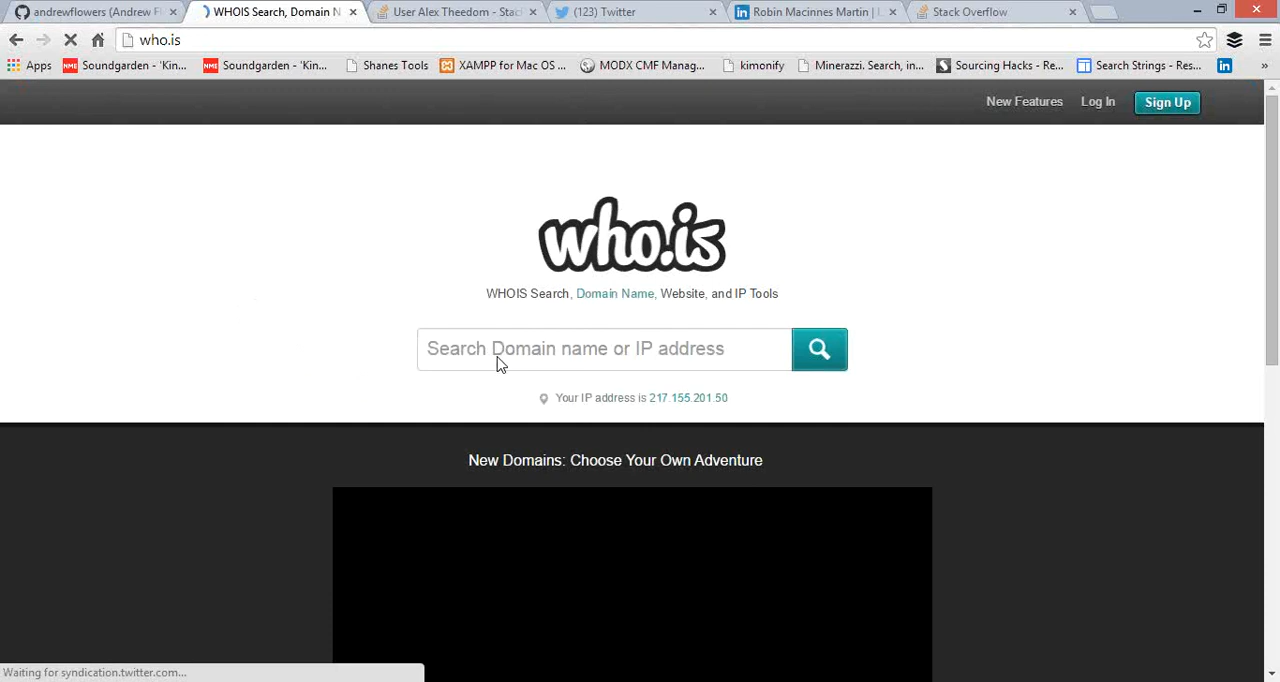 andrewflowers (Andrew Fl
WHOIS Search, Domain N
User Alex Theedom - Stac
(123) Twitter
Robin Macinnes Martin | L
Stack Overflow
who.is
Apps
Soundgarden - 'Kin...
Soundgarden - 'Kin...
Shanes Tools
XAMPP for Mac OS ...
MODX CMF Manag...
kimonify
Minerazzi. Search, in...
Sourcing Hacks - Re...
Search Strings - Res...
in
»
New Features
Log In
Sign Up
who.is
WHOIS Search, Domain Name, Website, and IP Tools
Search Domain name or IP address
Your IP address is 217.155.201.50
New Domains: Choose Your Own Adventure
Waiting for syndication.twitter.com...